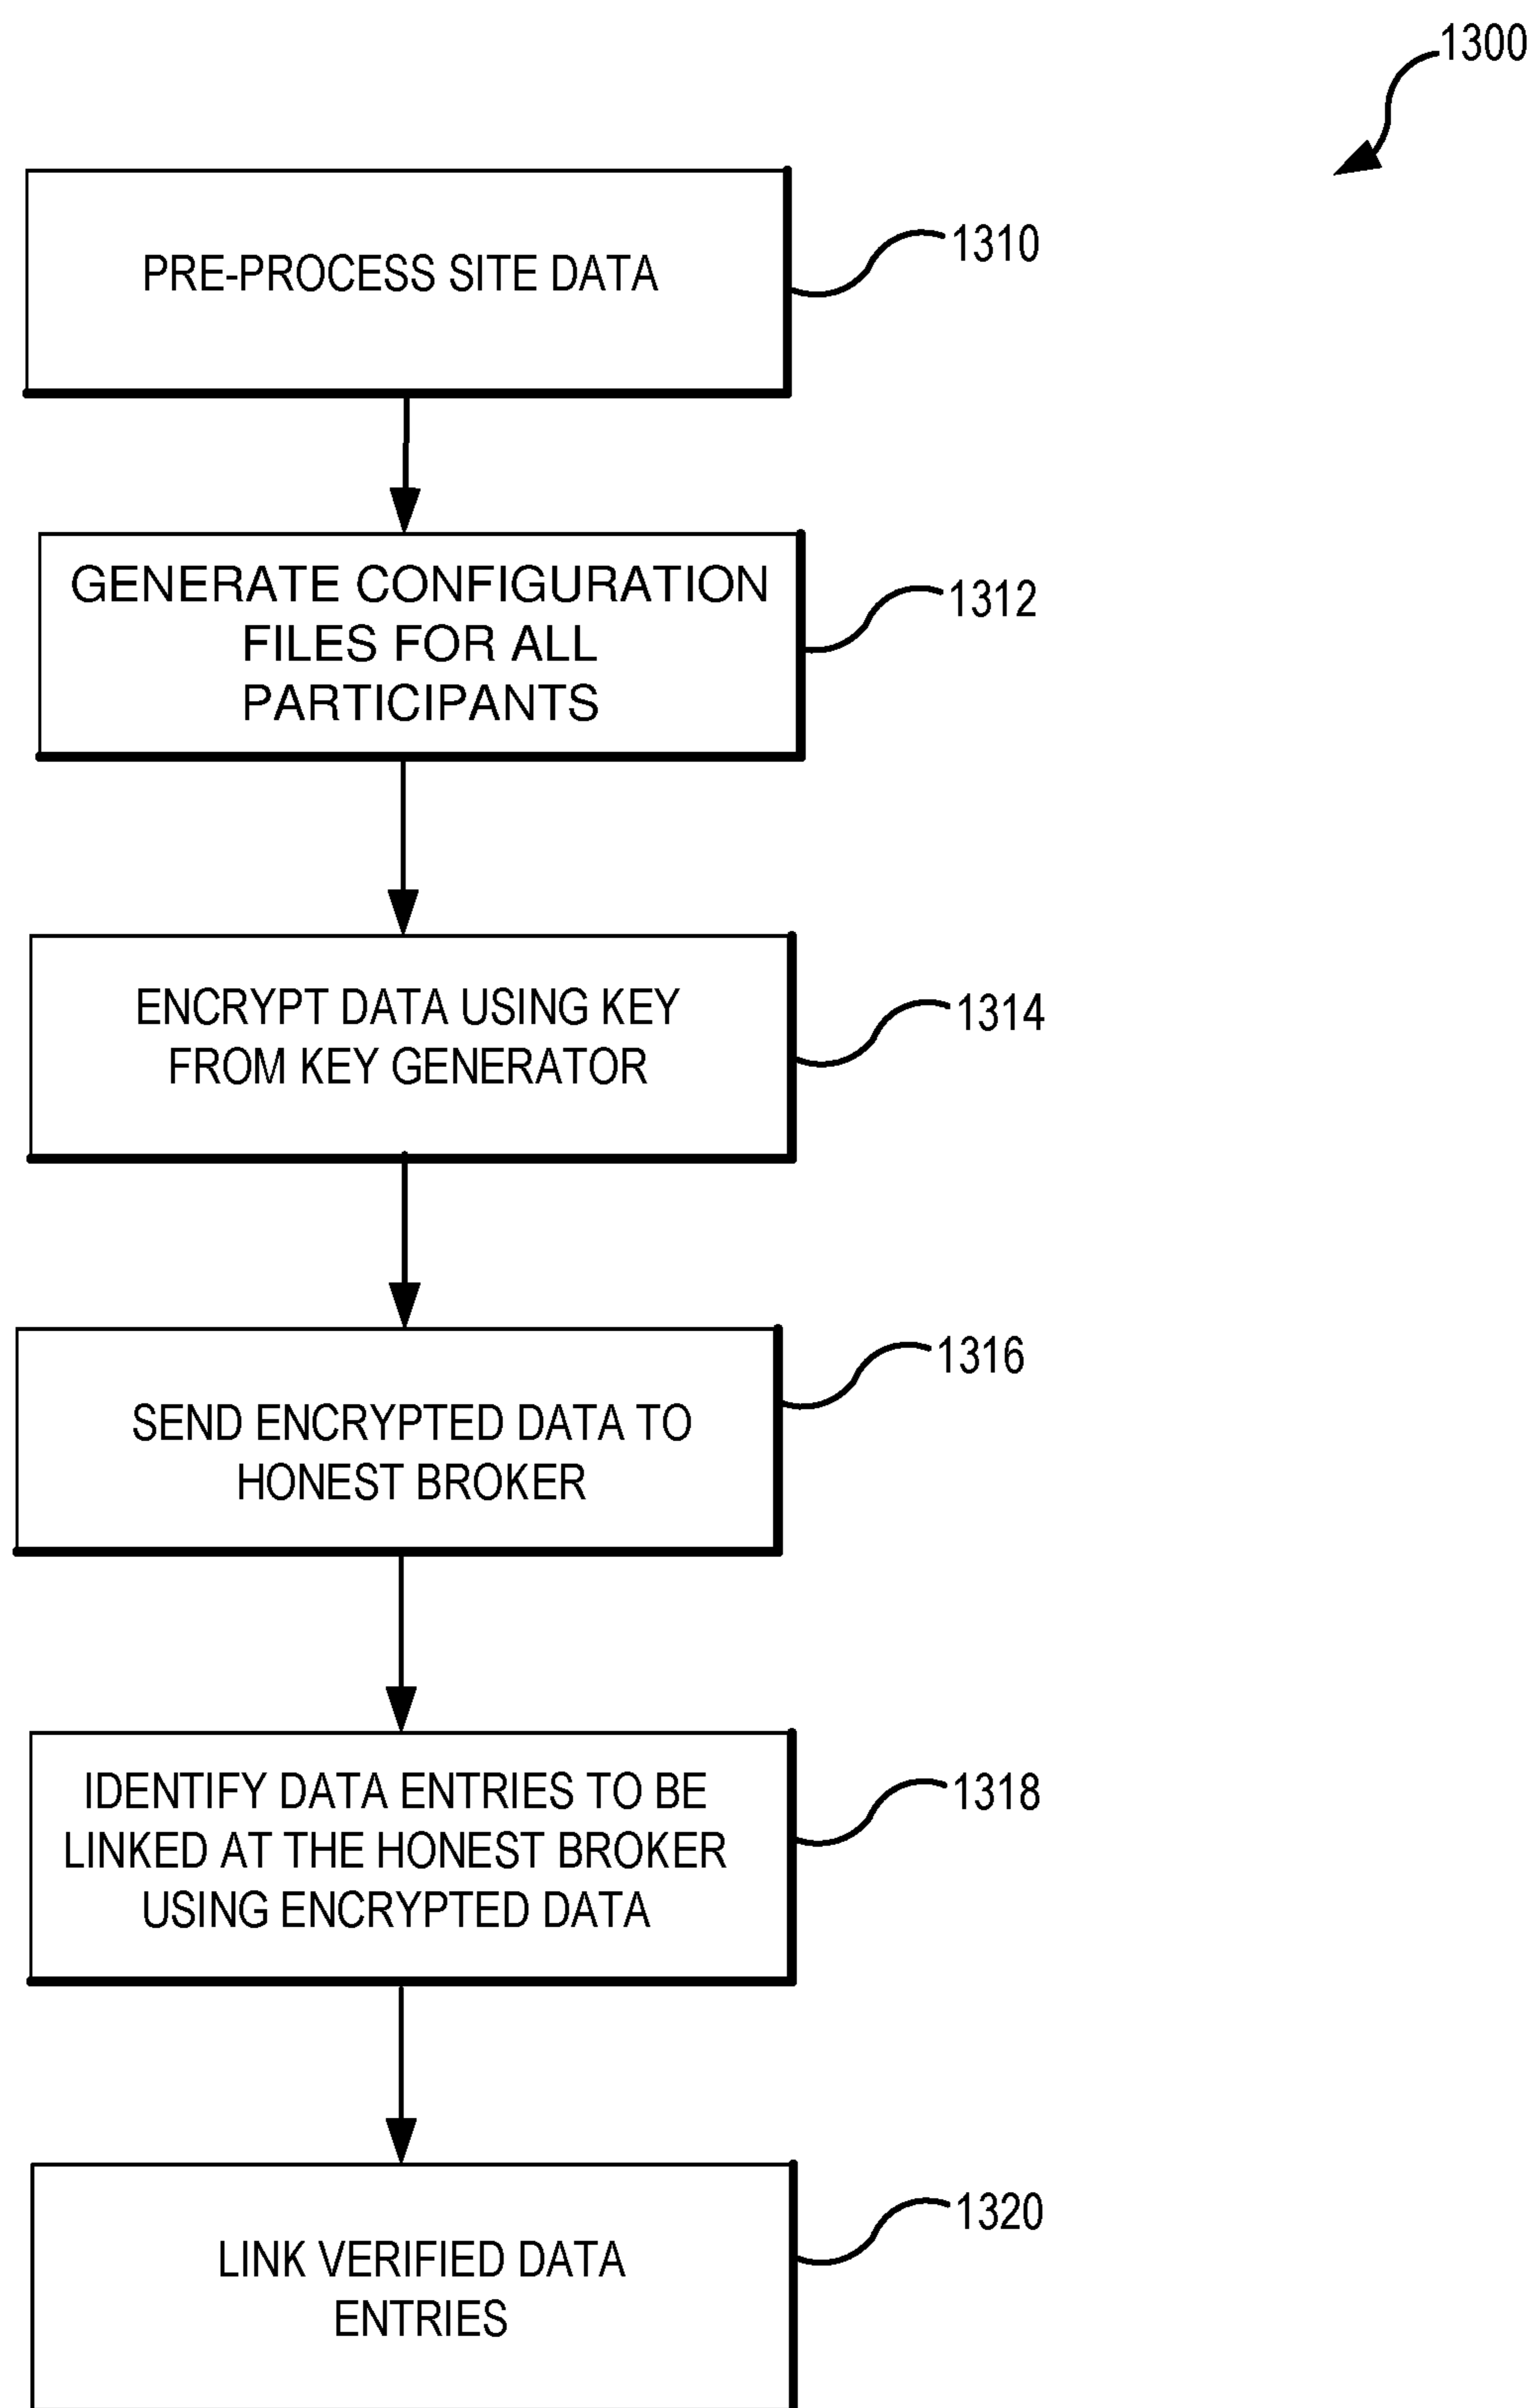 1300
PRE-PROCESS SITE DATA
1310
GENERATE CONFIGURATION
FILES FOR ALL
PARTICIPANTS
1312
ENCRYPT DATA USING KEY
FROM KEY GENERATOR
1314
SEND ENCRYPTED DATA TO
HONEST BROKER
1316
IDENTIFY DATA ENTRIES TO BE
LINKED AT THE HONEST BROKER
USING ENCRYPTED DATA
1318
LINK VERIFIED DATA
ENTRIES
1320